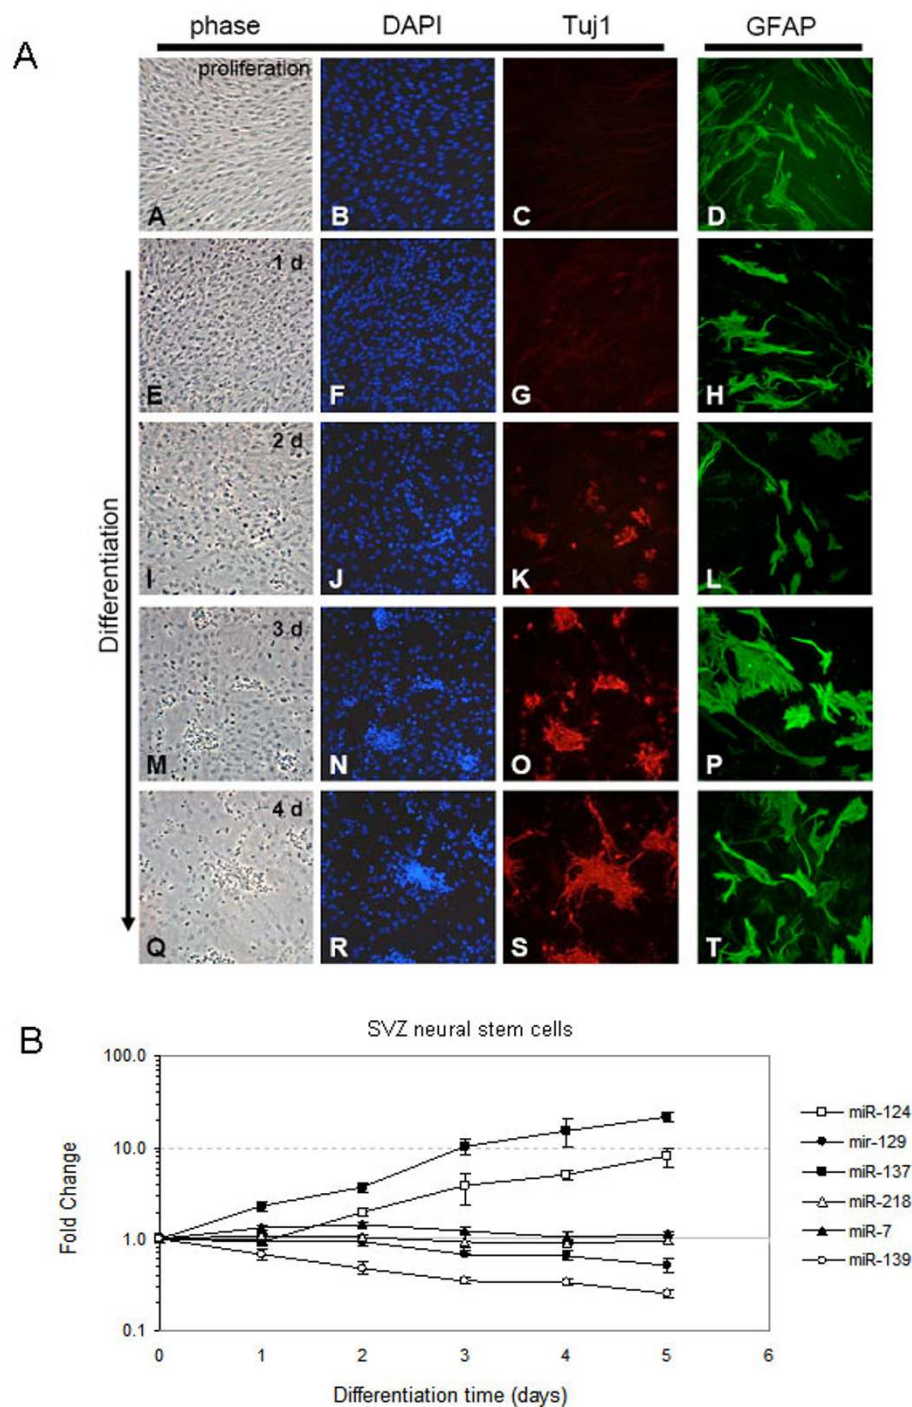 A
phase DAPI Tuj1 GFAP
proliferation
A B C D
1 d
E F G H
2 d
I J K L
Differentiation
3 d
M N O P
4 d
Q R S T
B
SVZ neural stem cells
100.0
10.0
1.0
0.1
Fold Change
0 1 2 3 4 5 6
Differentiation time (days)
miR-124
mir-129
miR-137
miR-218
miR-7
miR-139